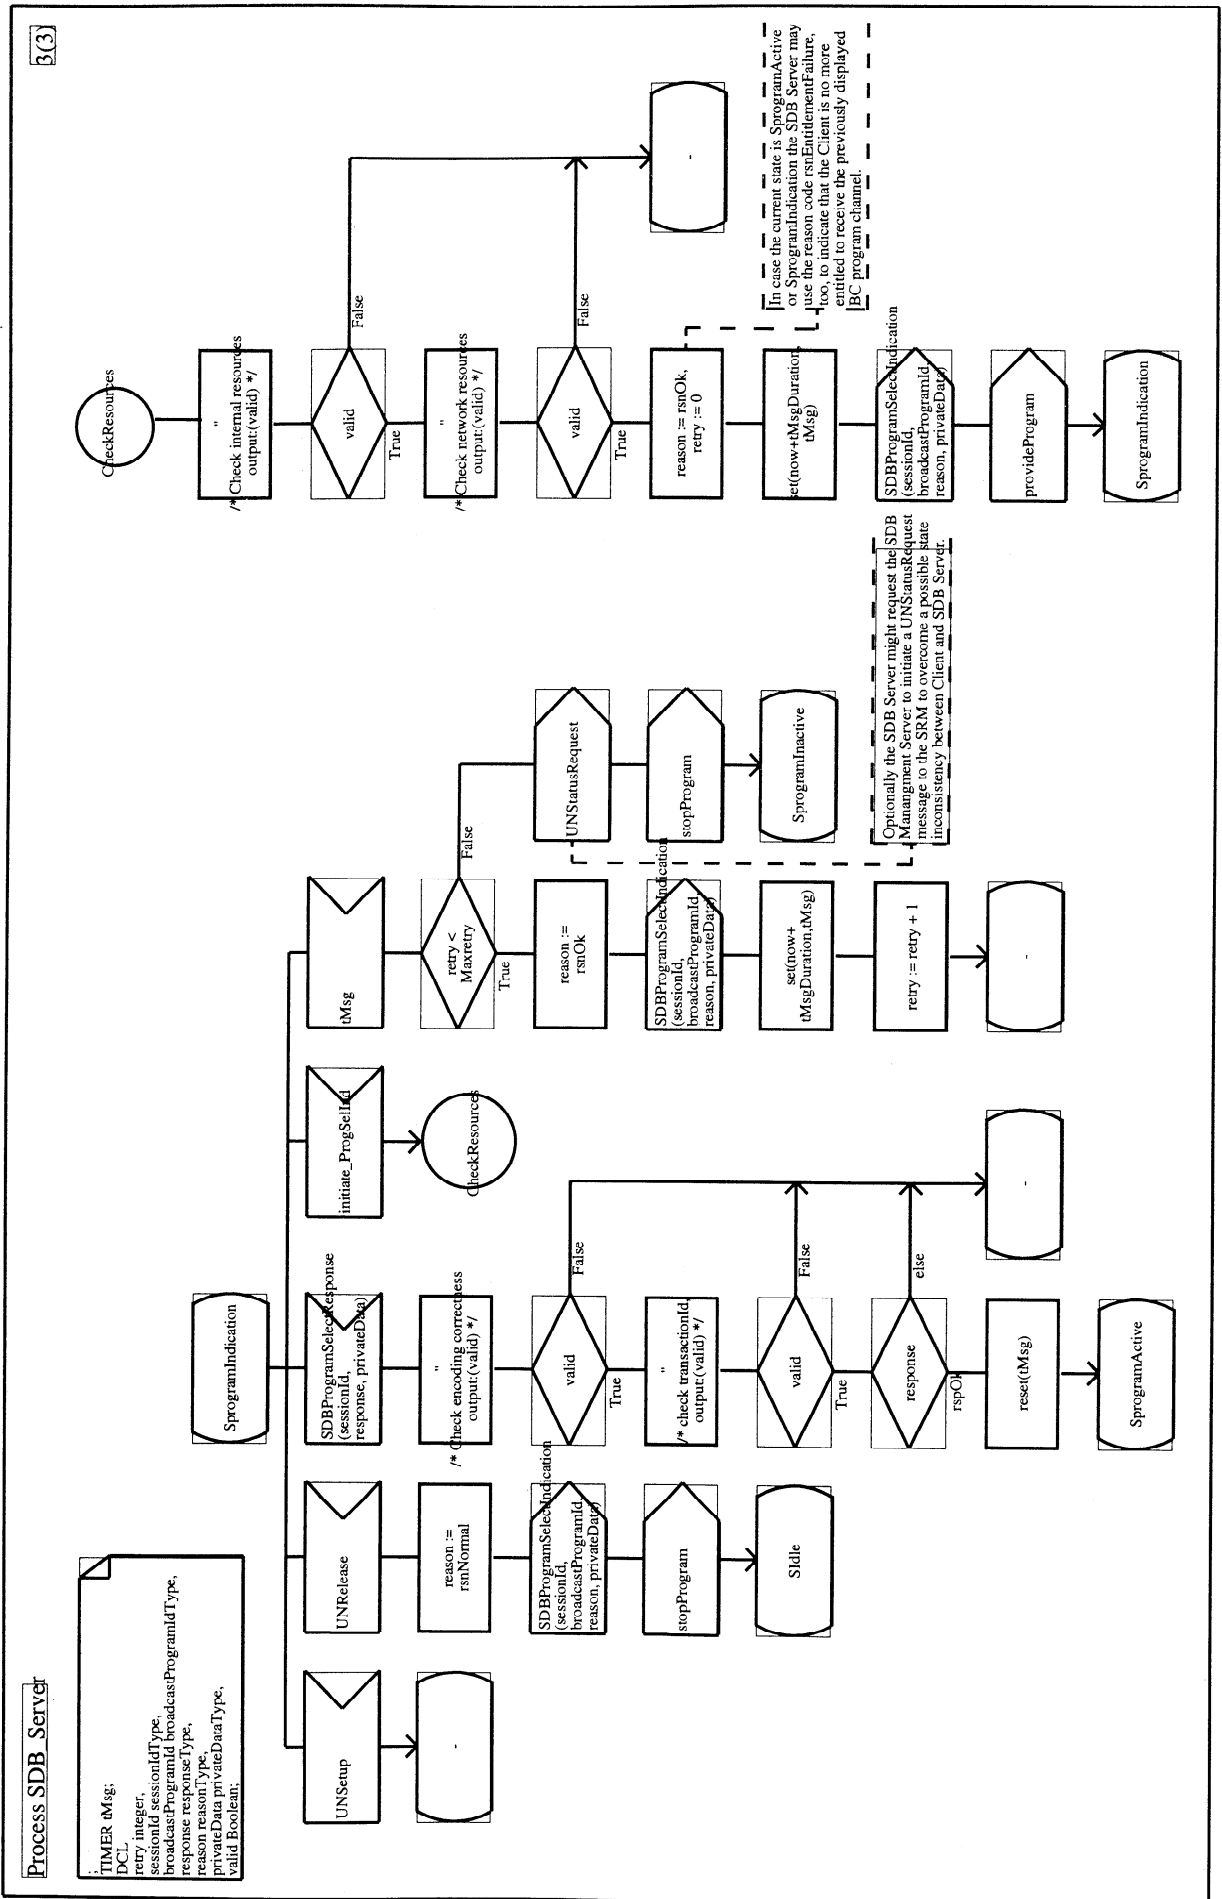 Process SDB_Server
3(3)
;
TIMER tMsg;
DCL
retry integer,
sessionId sessionIdType,
broadcastProgramId broadcastProgramIdType,
response responseType,
reason reasonType,
privateData privateDataType,
valid Boolean;
SprogramIndication
UNSetup
-
UNRelease
reason :=
rsnNormal
SDBProgramSelectIndication
(sessionId,
broadcastProgramId,
reason, privateData)
stopProgram
SIdle
SDBProgramSelectResponse
(sessionId,
response, privateData)
''
/* Check encoding correctness
output:(valid) */
valid
False
True
''
/* check transactionId,
output:(valid) */
valid
False
True
response
else
rspOk
reset(tMsg)
SprogramActive
-
initiate_ProgSelInd
CheckResources
tMsg
retry <
Maxretry
False
True
reason :=
rsnOk
SDBProgramSelectIndication
(sessionId,
broadcastProgramId,
reason, privateData)
set(now+
tMsgDuration,tMsg)
retry := retry + 1
-
UNStatusRequest
stopProgram
SprogramInactive
Optionally the SDB Server might request the SDB
Manangment Server to initiate a UNStatusRequest
message to the SRM to overcome a possible state
inconsistency between Client and SDB Server.
CheckResources
''
/* Check internal resources
output:(valid) */
valid
False
True
''
/* Check network resources
output:(valid) */
valid
False
True
reason := rsnOk,
retry := 0
set(now+tMsgDuration,
tMsg)
SDBProgramSelectIndication
(sessionId,
broadcastProgramId,
reason, privateData)
provideProgram
SprogramIndication
-
In case the current state is SprogramActive
or SprogramIndication the SDB Server may
use the reason code rsnEntitlementFailure,
too, to indicate that the Client is no more
entitled to receive the previously displayed
BC program channel.